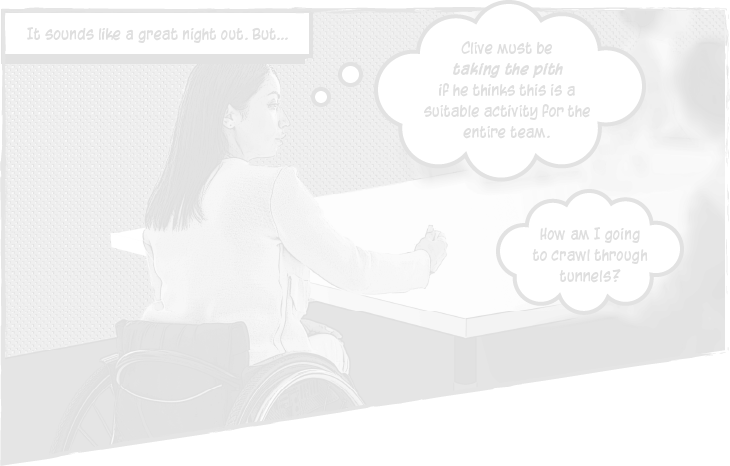 It sounds like a great night out. But...
Clive must be
taking the pith
if he thinks this is a
suitable activity for the
entire team.
How am I going
to crawl through
tunnels?